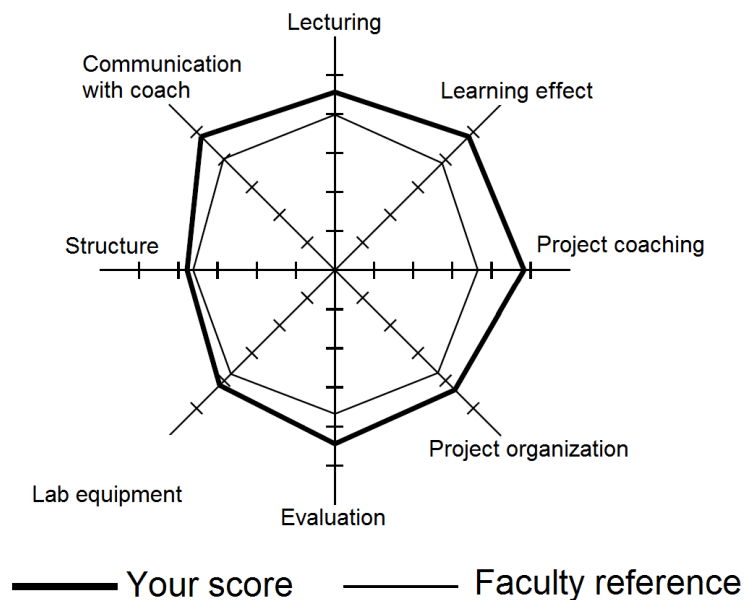 Lecturing
Communication
with coach
Learning effect
Structure
Project coaching
Project organization
Lab equipment
Evaluation
Your score
Faculty reference